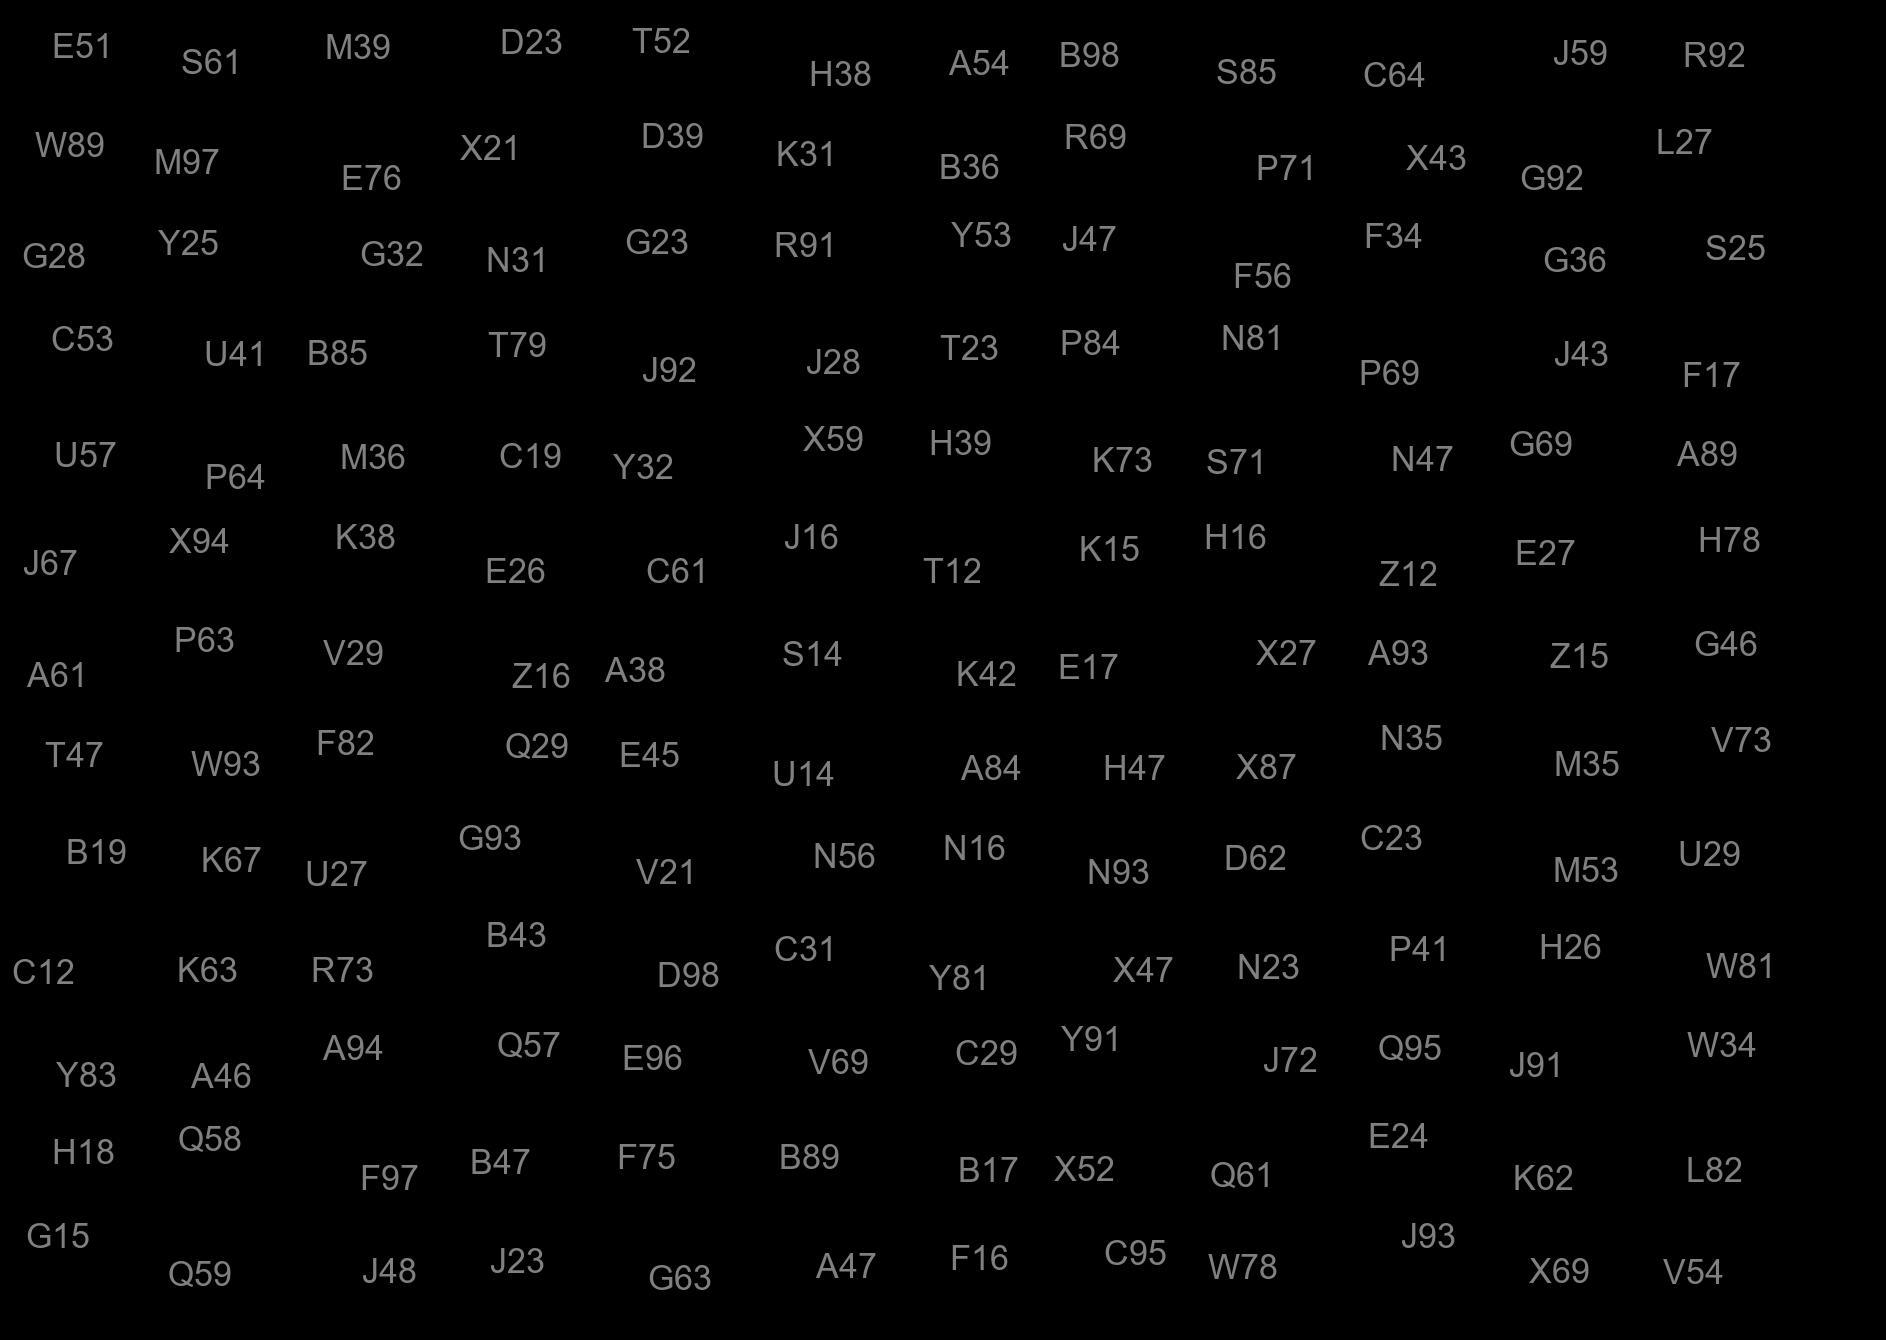 E51 S61 M39 D23 T52 H38 A54 B98 S85 C64 J59 R92
W89 M97 E76 X21 D39 K31 B36 R69 P71 X43 G92 L27
G28 Y25 G32 N31 G23 R91 Y53 J47 F56 F34 G36 S25
C53 U41 B85 T79 J92 J28 T23 P84 N81 P69 J43 F17
U57 P64 M36 C19 Y32 X59 H39 K73 S71 N47 G69 A89
J67 X94 K38 E26 C61 J16 T12 K15 H16 Z12 E27 H78
A61 P63 V29 Z16 A38 S14 K42 E17 X27 A93 Z15 G46
T47 W93 F82 Q29 E45 U14 A84 H47 X87 N35 M35 V73
B19 K67 U27 G93 V21 N56 N16 N93 D62 C23 M53 U29
C12 K63 R73 B43 D98 C31 Y81 X47 N23 P41 H26 W81
Y83 A46 A94 Q57 E96 V69 C29 Y91 J72 Q95 J91 W34
H18 Q58 F97 B47 F75 B89 B17 X52 Q61 E24 K62 L82
G15 Q59 J48 J23 G63 A47 F16 C95 W78 J93 X69 V54